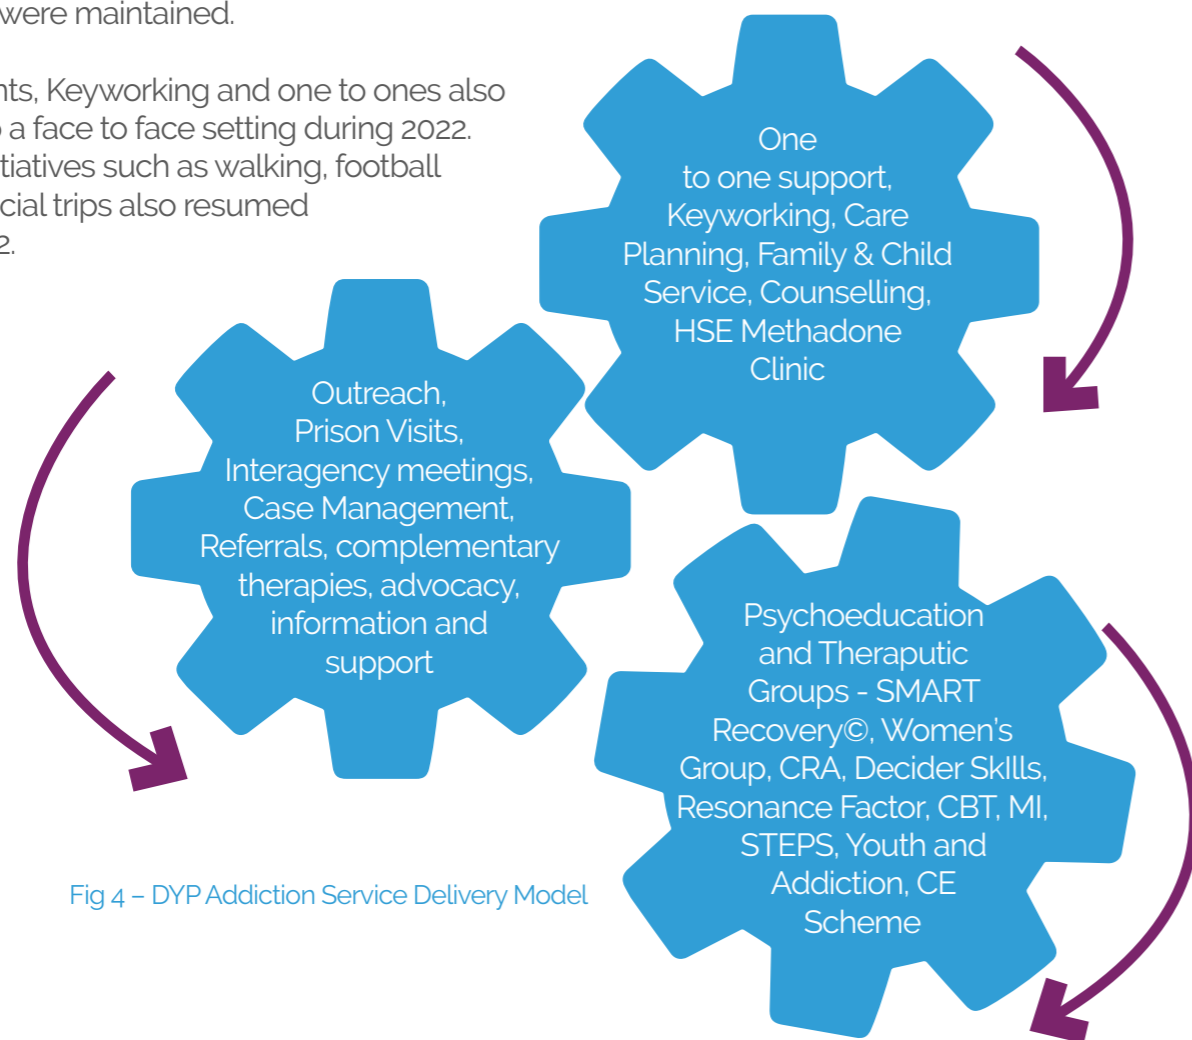 were maintained.
nts, Keyworking and one to ones also
a face to face setting during 2022.
tiatives such as walking, football
cial trips also resumed
2.
One
to one support,
Keyworking, Care
Planning, Family & Child
Service, Counselling,
HSE Methadone
Clinic
Outreach,
Prison Visits,
Interagency meetings,
Case Management,
Referrals, complementary
therapies, advocacy,
information and
support
Psychoeducation
and Theraputic
Groups - SMART
Recovery©, Women's
Group, CRA, Decider SkIlls,
Resonance Factor, CBT, MI,
STEPS, Youth and
Addiction, CE
Scheme
Fig 4 – DYP Addiction Service Delivery Model